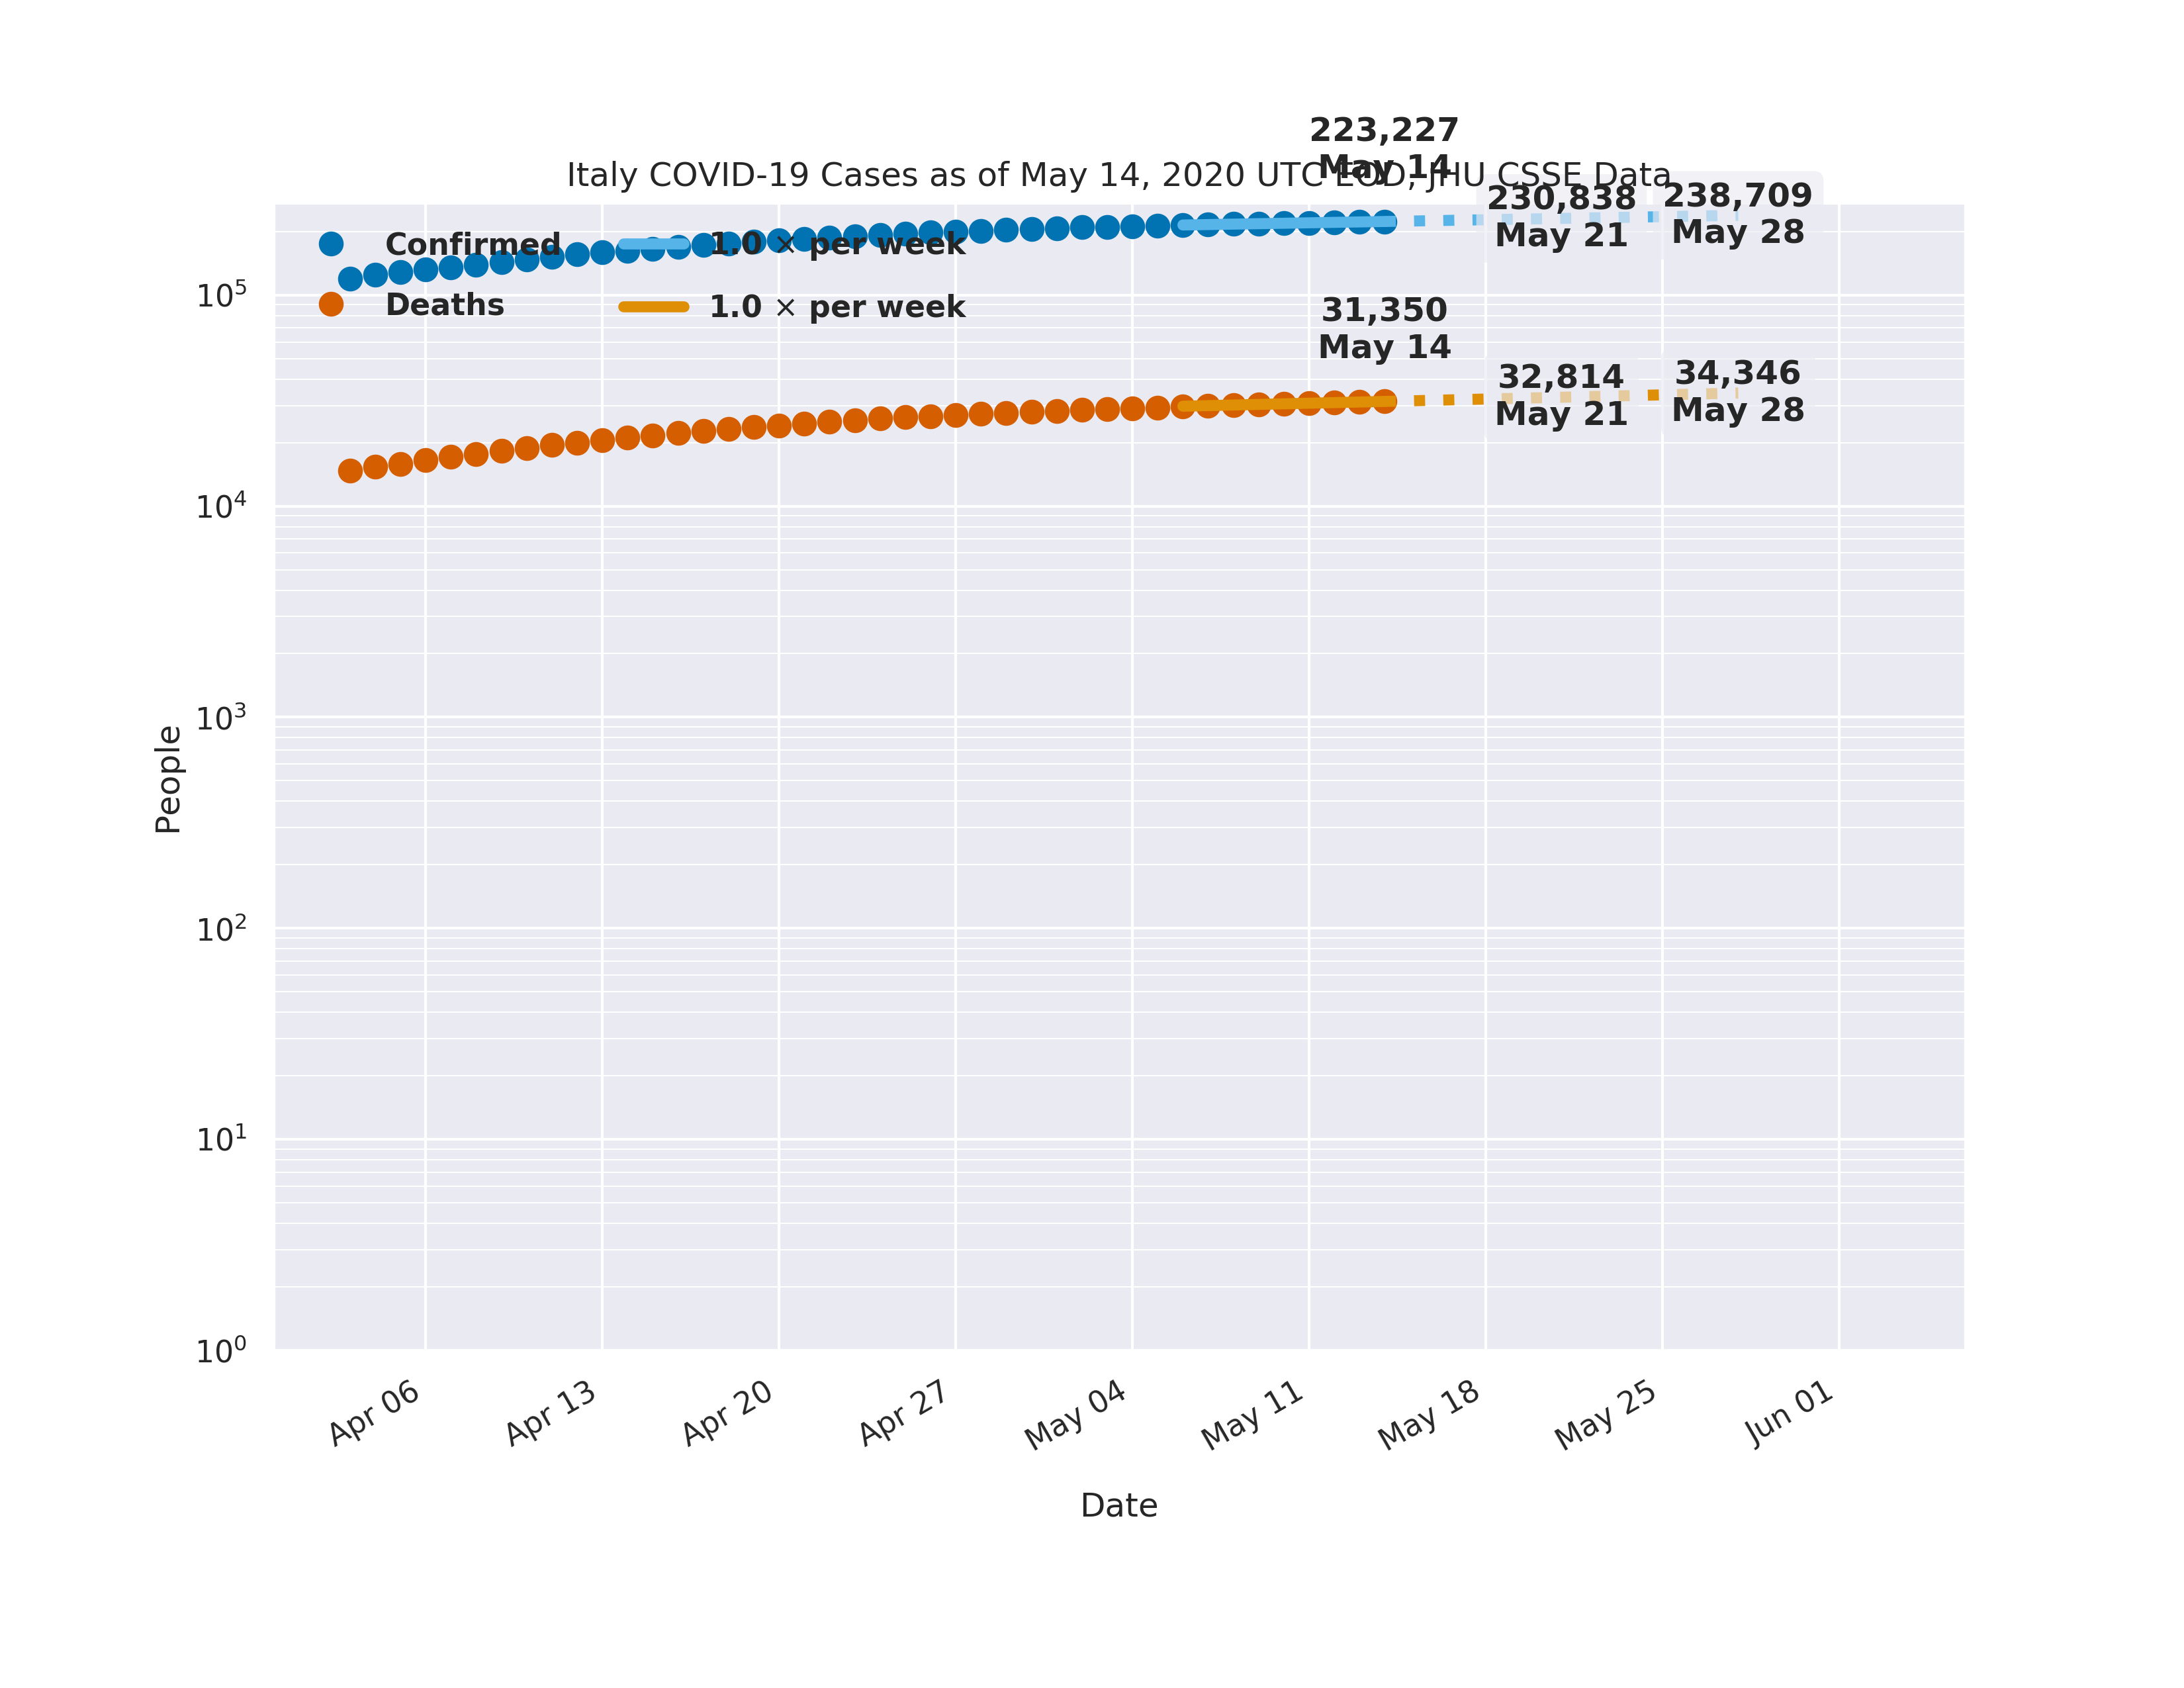 223,227
May 14
Italy COVID-19 Cases as of May 14, 2020 UTC EOD, JHU CSSE Data
230,838
May 21
238,709
May 28
Confirmed
1.0 × per week
Deaths
1.0 × per week
31,350
May 14
32,814
May 21
34,346
May 28
People
10⁵
10⁴
10³
10²
10¹
10⁰
Apr 06
Apr 13
Apr 20
Apr 27
May 04
May 11
May 18
May 25
Jun 01
Date